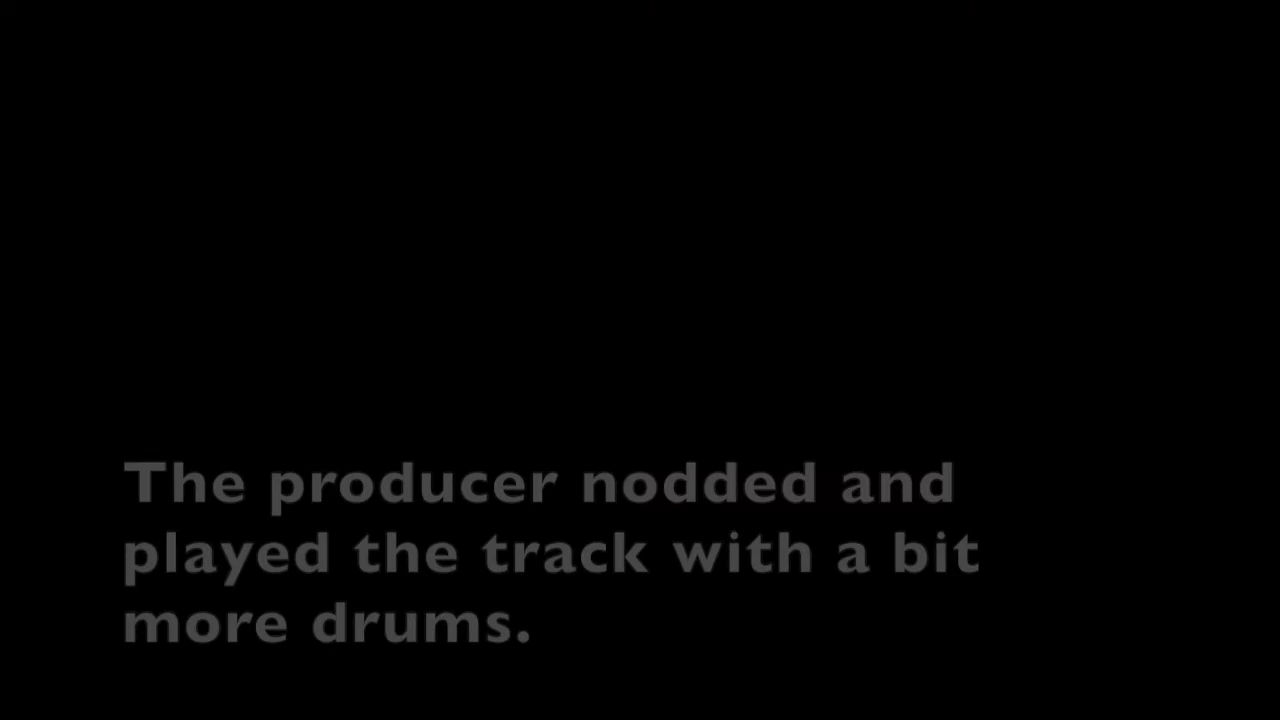 The producer nodded and
played the track with a bit
more drums.